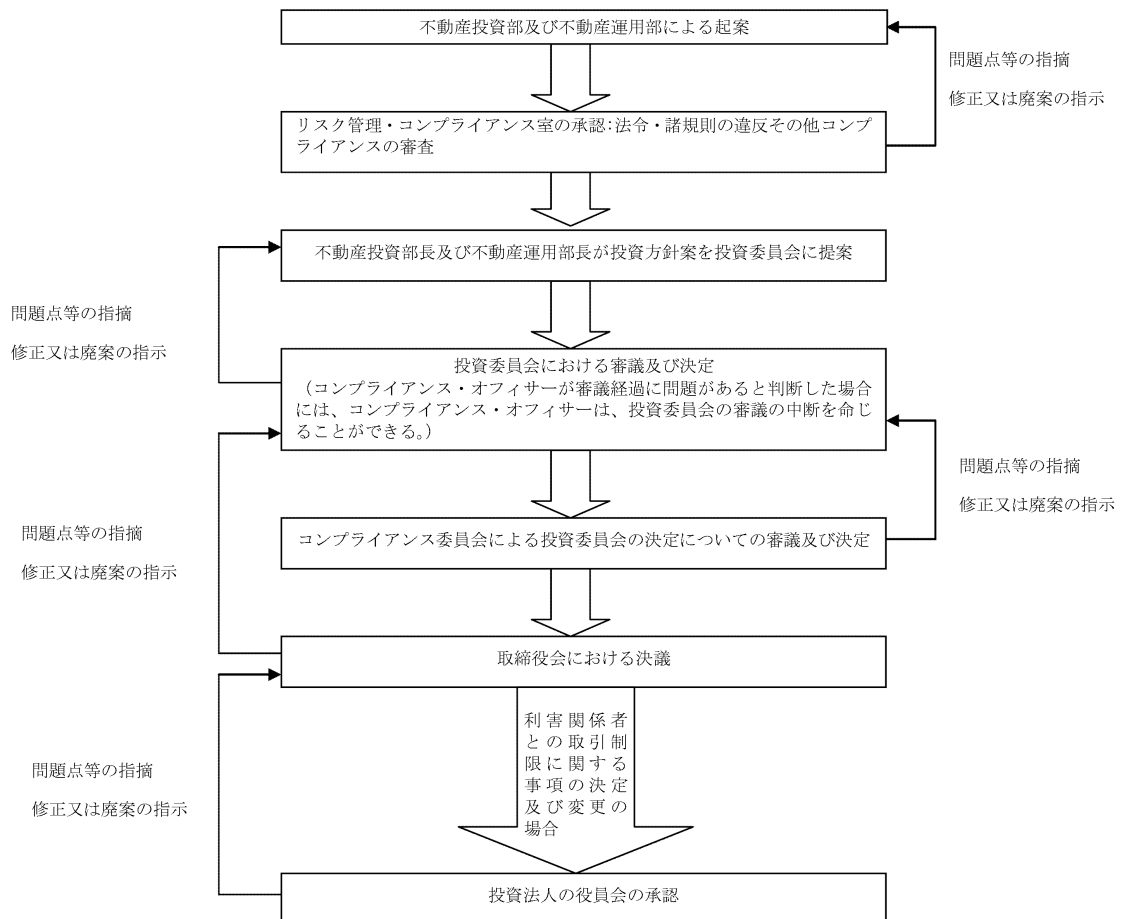 不動産投資部及び不動産運用部による起案
問題点等の指摘
修正又は廃案の指示
リスク管理・コンプライアンス室の承認:法令・諸規則の違反その他コンプ
ライアンスの審査
不動産投資部長及び不動産運用部長が投資方針案を投資委員会に提案
問題点等の指摘
修正又は廃案の指示
投資委員会における審議及び決定
（コンプライアンス・オフィサーが審議経過に問題があると判断した場合
には、コンプライアンス・オフィサーは、投資委員会の審議の中断を命じ
ることができる。）
問題点等の指摘
修正又は廃案の指示
コンプライアンス委員会による投資委員会の決定についての審議及び決定
問題点等の指摘
修正又は廃案の指示
取締役会における決議
利害関係者
との取引制
限に関する
事項の決定
及び変更の
場合
問題点等の指摘
修正又は廃案の指示
投資法人の役員会の承認